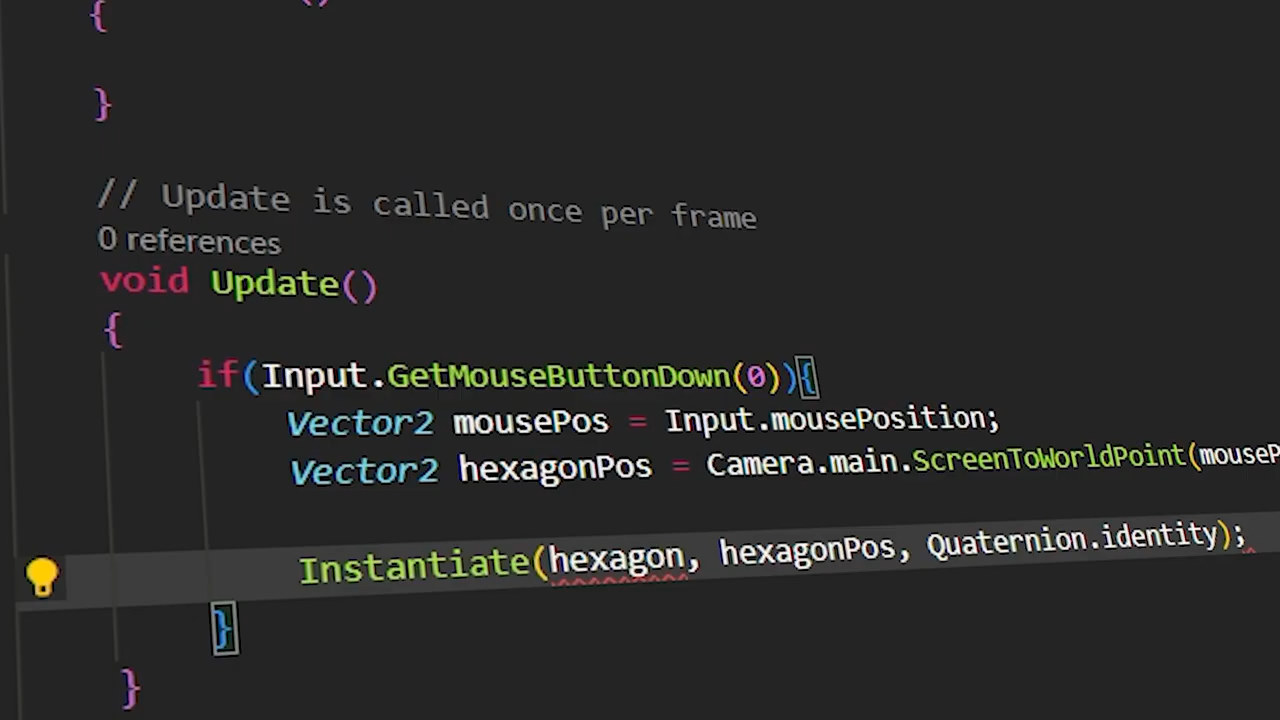 ()
{
}
// Update is called once per frame
0 references
void Update()
{
if(Input.GetMouseButtonDown(0)){
Vector2 mousePos = Input.mousePosition;
Vector2 hexagonPos = Camera.main.ScreenToWorldPoint(mouseP
Instantiate(hexagon, hexagonPos, Quaternion.identity);
}
}